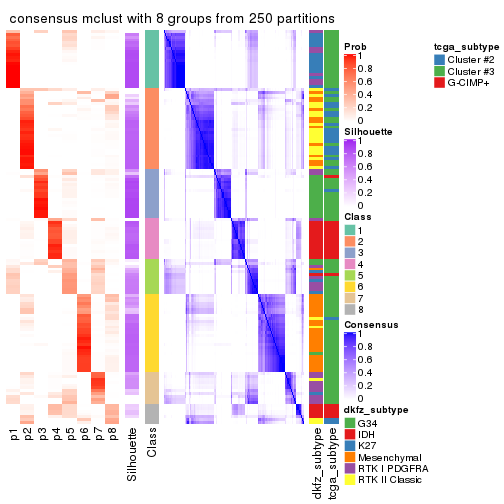 consensus mclust with 8 groups from 250 partitions
Prob
1
0.8
0.6
0.4
0.2
0
Silhouette
1
0.8
0.6
0.4
0.2
0
Class
1
2
3
4
5
6
7
8
Consensus
1
0.8
0.6
0.4
0.2
0
dkfz_subtype
G34
IDH
K27
Mesenchymal
RTK I PDGFRA
RTK II Classic
tcga_subtype
Cluster #2
Cluster #3
G-CIMP+
p1
p2
p3
p4
p5
p6
p7
p8
Silhouette
Class
dkfz_subtype
tcga_subtype